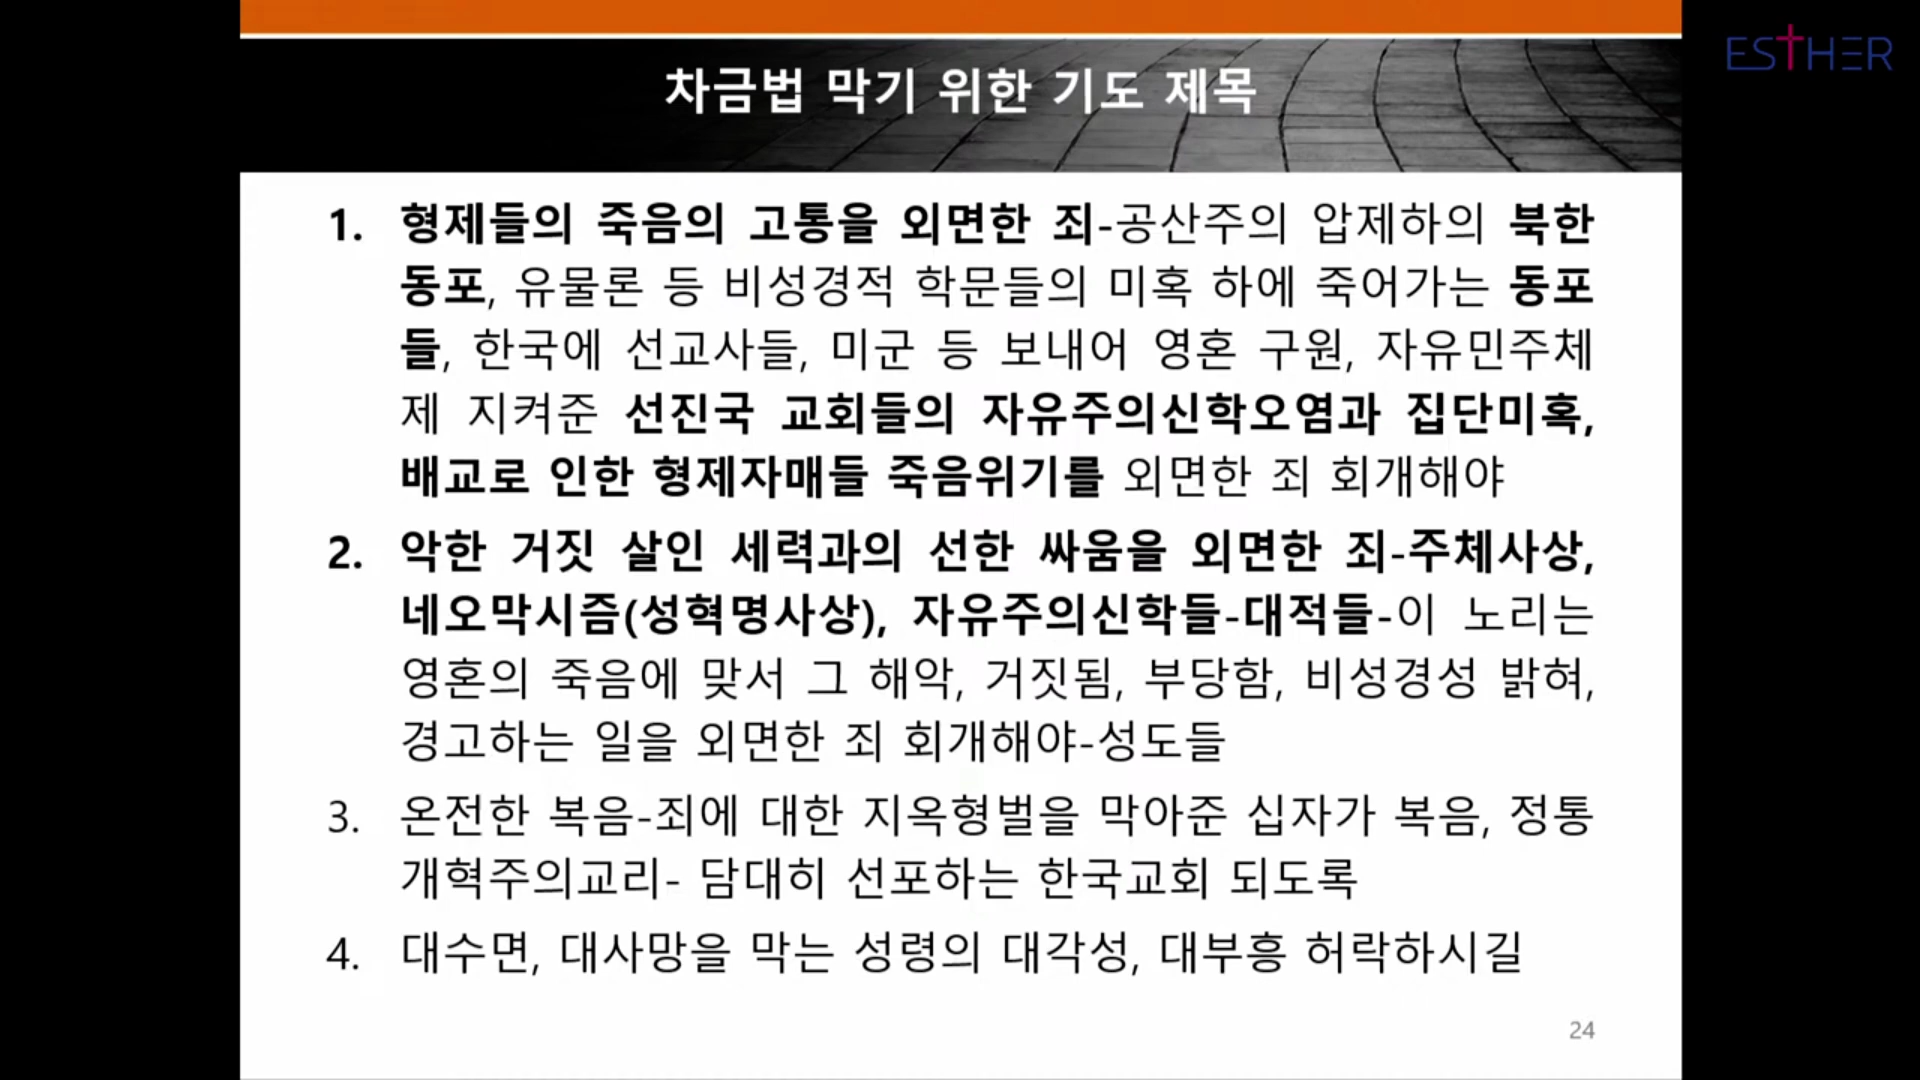 ESTHER
차금법 막기 위한 기도 제목
1. 형제들의 죽음의 고통을 외면한 죄-공산주의 압제하의 북한
동포, 유물론 등 비성경적 학문들의 미혹 하에 죽어가는 동포
들, 한국에 선교사들, 미군 등 보내어 영혼 구원, 자유민주체
제 지켜준 선진국 교회들의 자유주의신학오염과 집단미혹,
배교로 인한 형제자매들 죽음위기를 외면한 죄 회개해야
2. 악한 거짓 살인 세력과의 선한 싸움을 외면한 죄-주체사상,
네오막시즘(성혁명사상), 자유주의신학들-대적들-이 노리는
영혼의 죽음에 맞서 그 해악, 거짓됨, 부당함, 비성경성 밝혀,
경고하는 일을 외면한 죄 회개해야-성도들
3. 온전한 복음-죄에 대한 지옥형벌을 막아준 십자가 복음, 정통
개혁주의교리- 담대히 선포하는 한국교회 되도록
4. 대수면, 대사망을 막는 성령의 대각성, 대부흥 허락하시길
24